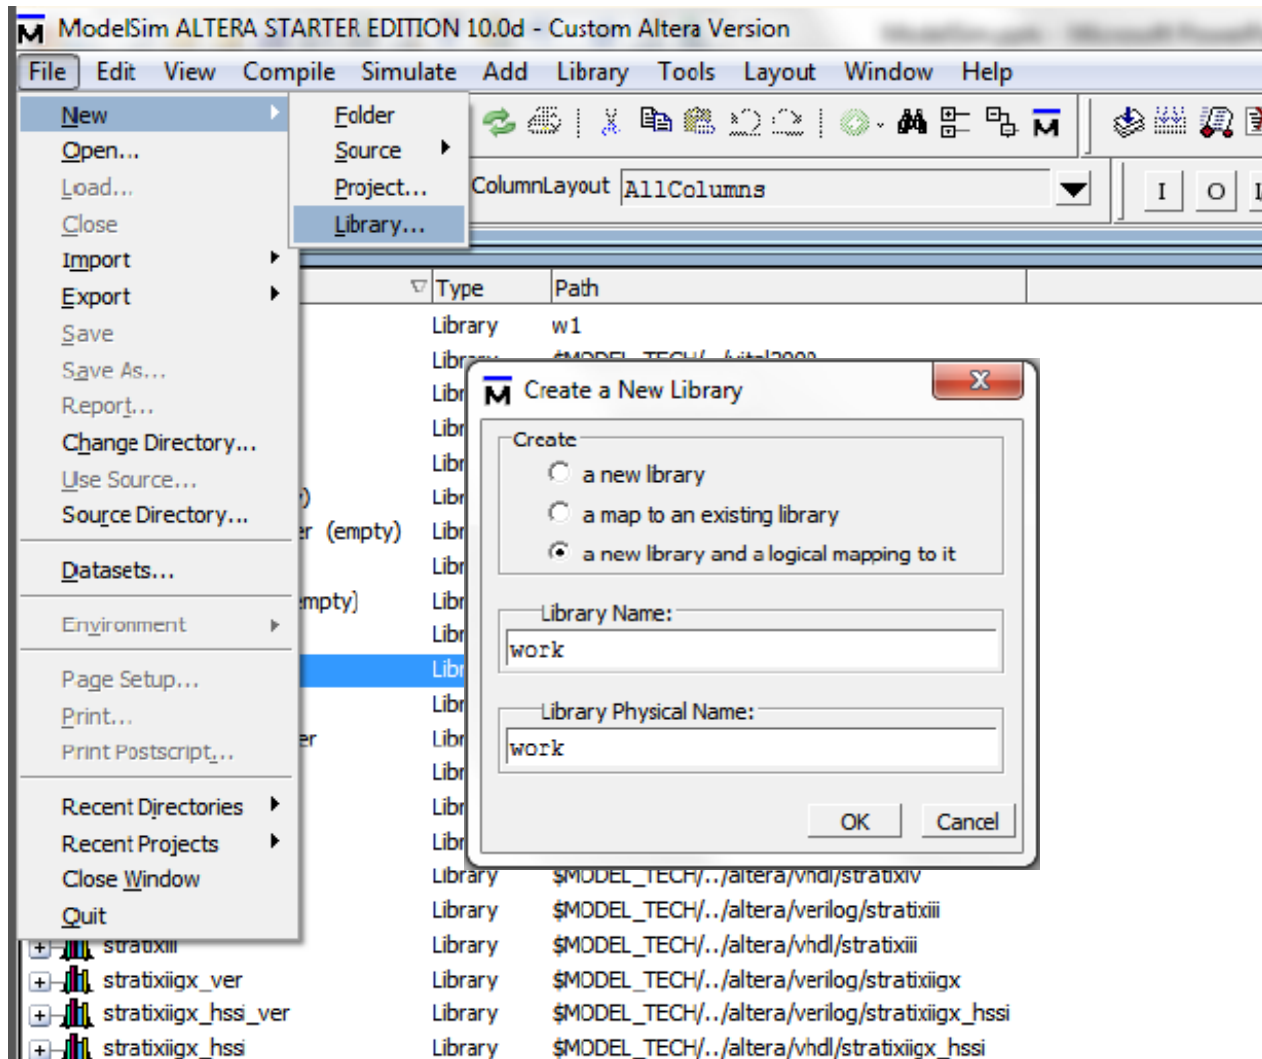 ModelSim ALTERA STARTER EDITION 10.0d - Custom Altera Version
File Edit View Compile Simulate Add Library Tools Layout Window Help
New
Open...
Load...
Close
Import
Export
Save
Save As...
Report...
Change Directory...
Use Source...
Source Directory...
Datasets...
Environment
Page Setup...
Print...
Print Postscript...
Recent Directories
Recent Projects
Close Window
Quit
Folder
Source
Project...
Library...
ColumnLayout AllColumns
I O
Type Path
Library w1
(empty)
Create a New Library
Create
a new library
a map to an existing library
a new library and a logical mapping to it
Library Name:
work
Library Physical Name:
work
OK Cancel
Library $MODEL_TECH/../altera/vhdl/stratixiv
Library $MODEL_TECH/../altera/verilog/stratixiii
stratixiii Library $MODEL_TECH/../altera/vhdl/stratixiii
stratixiigx_ver Library $MODEL_TECH/../altera/verilog/stratixiigx
stratixiigx_hssi_ver Library $MODEL_TECH/../altera/verilog/stratixiigx_hssi
stratixiigx_hssi Library $MODEL_TECH/../altera/vhdl/stratixiigx_hssi